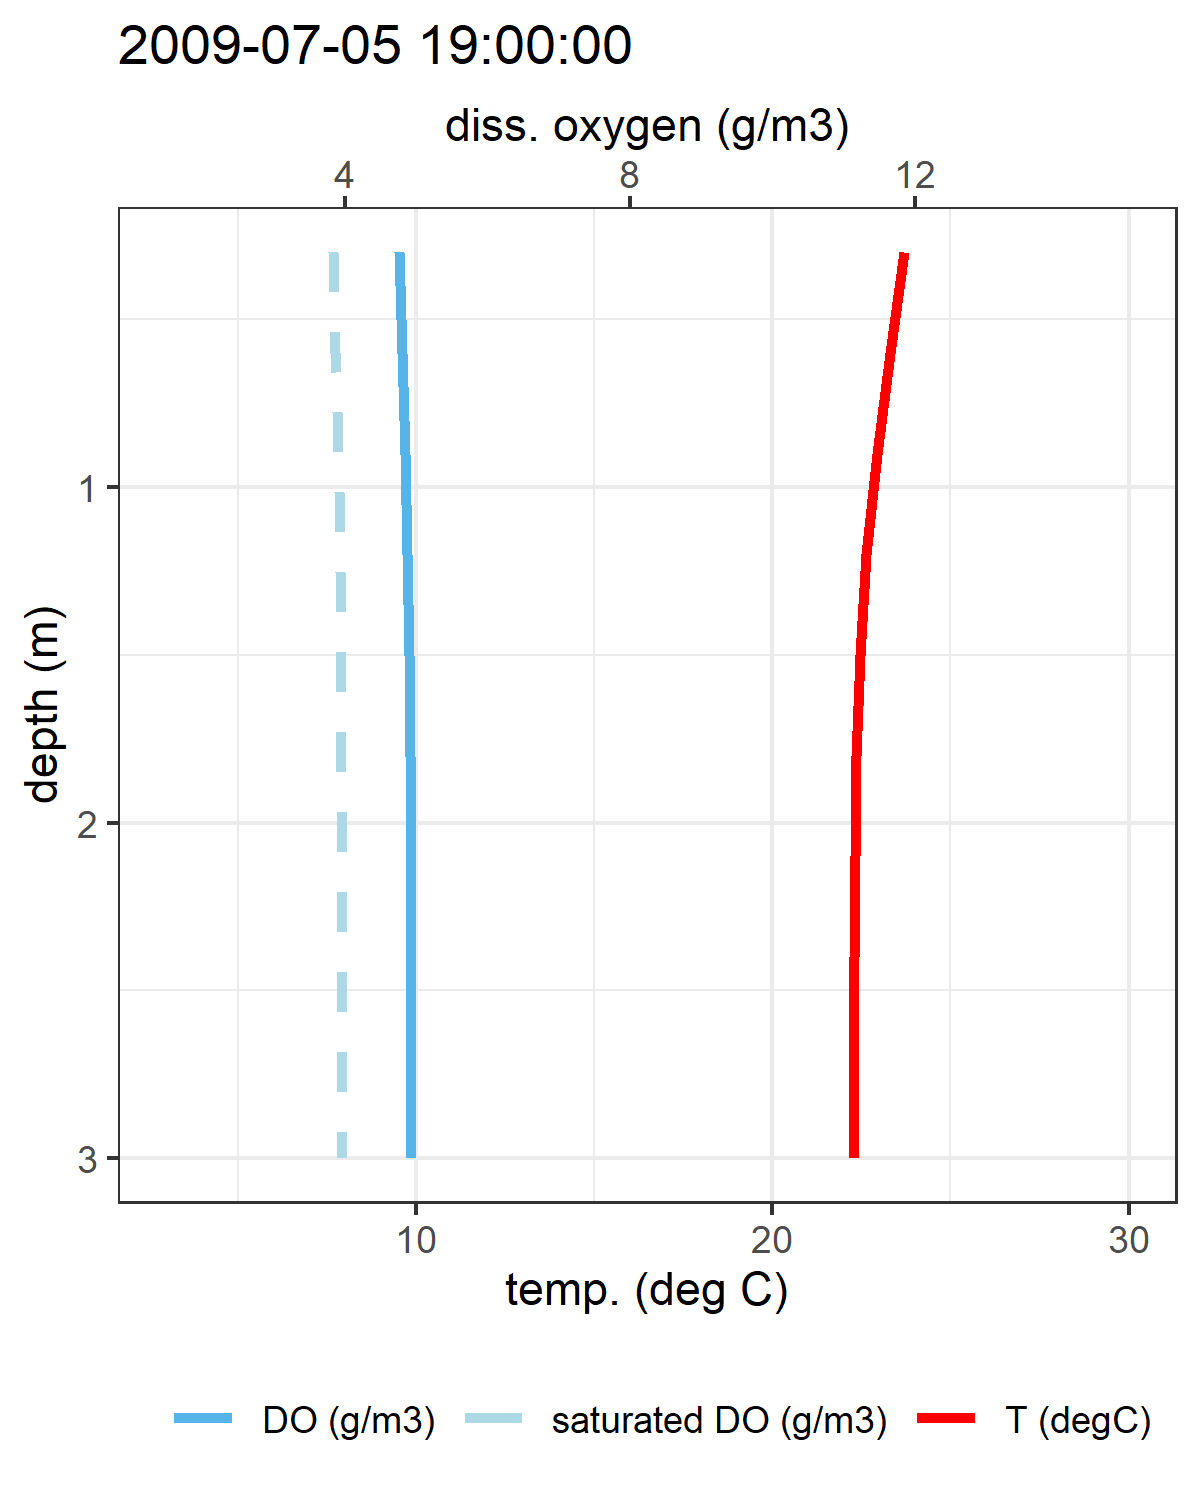 2009-07-05 19:00:00
diss. oxygen (g/m3)
4 8 12
depth (m)
1
2
3
10 20 30
temp. (deg C)
DO (g/m3) saturated DO (g/m3) T (degC)